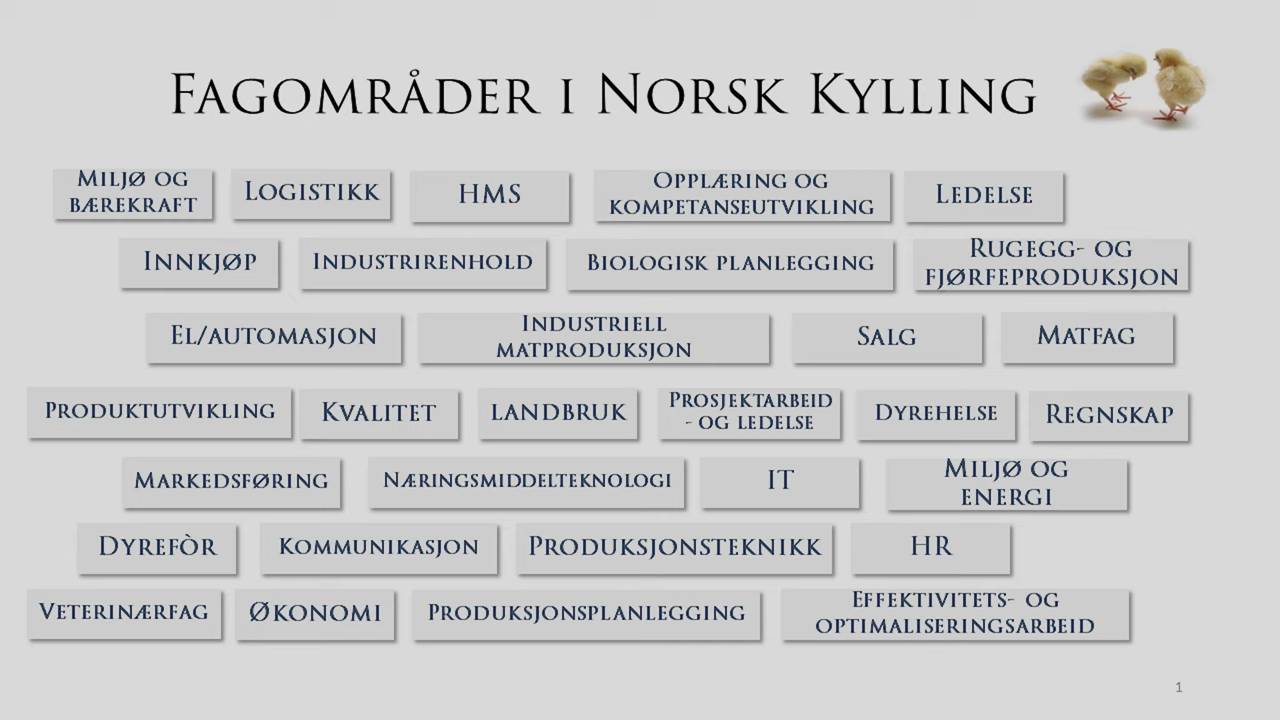 Fagområder i Norsk Kylling
Miljø og
bærekraft
Logistikk
HMS
Opplæring og
kompetanseutvikling
Ledelse
Innkjøp
Industrirenhold
Biologisk planlegging
Rugegg- og
fjørfeproduksjon
El/automasjon
Industriell
matproduksjon
Salg
Matfag
Produktutvikling
Kvalitet
landbruk
Prosjektarbeid
- og ledelse
Dyrehelse
Regnskap
Markedsføring
Næringsmiddelteknologi
IT
Miljø og
energi
Dyrefòr
Kommunikasjon
Produksjonsteknikk
HR
Veterinærfag
Økonomi
Produksjonsplanlegging
Effektivitets- og
optimaliseringsarbeid
1